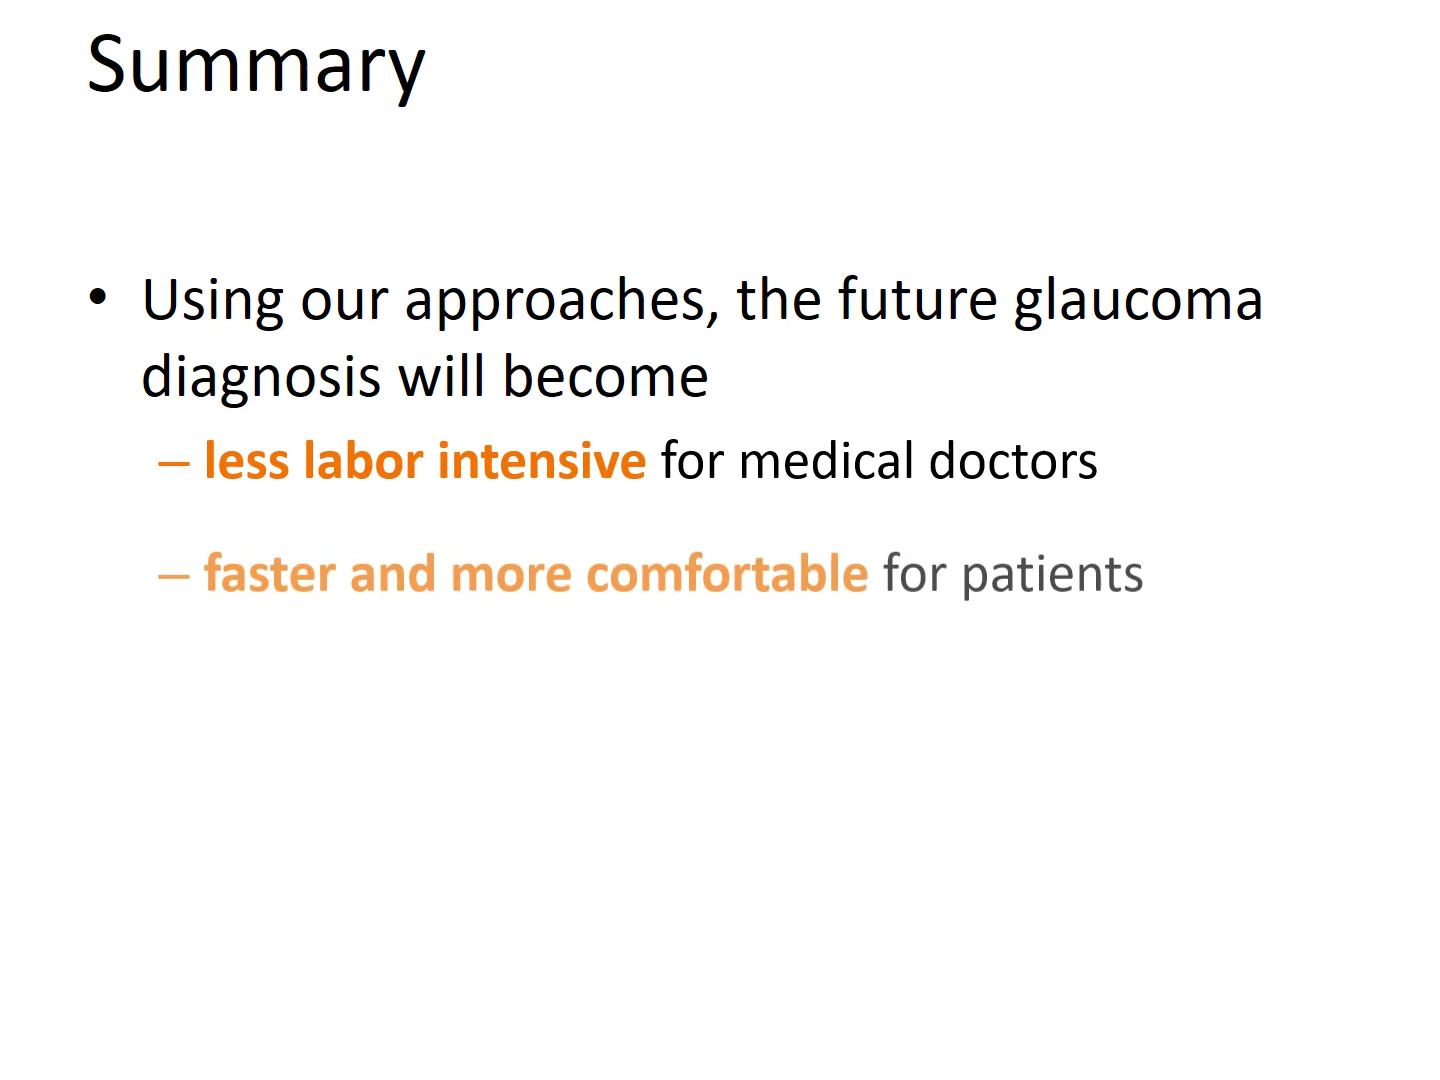 Summary
• Using our approaches, the future glaucoma
diagnosis will become
– less labor intensive for medical doctors
– faster and more comfortable for patients